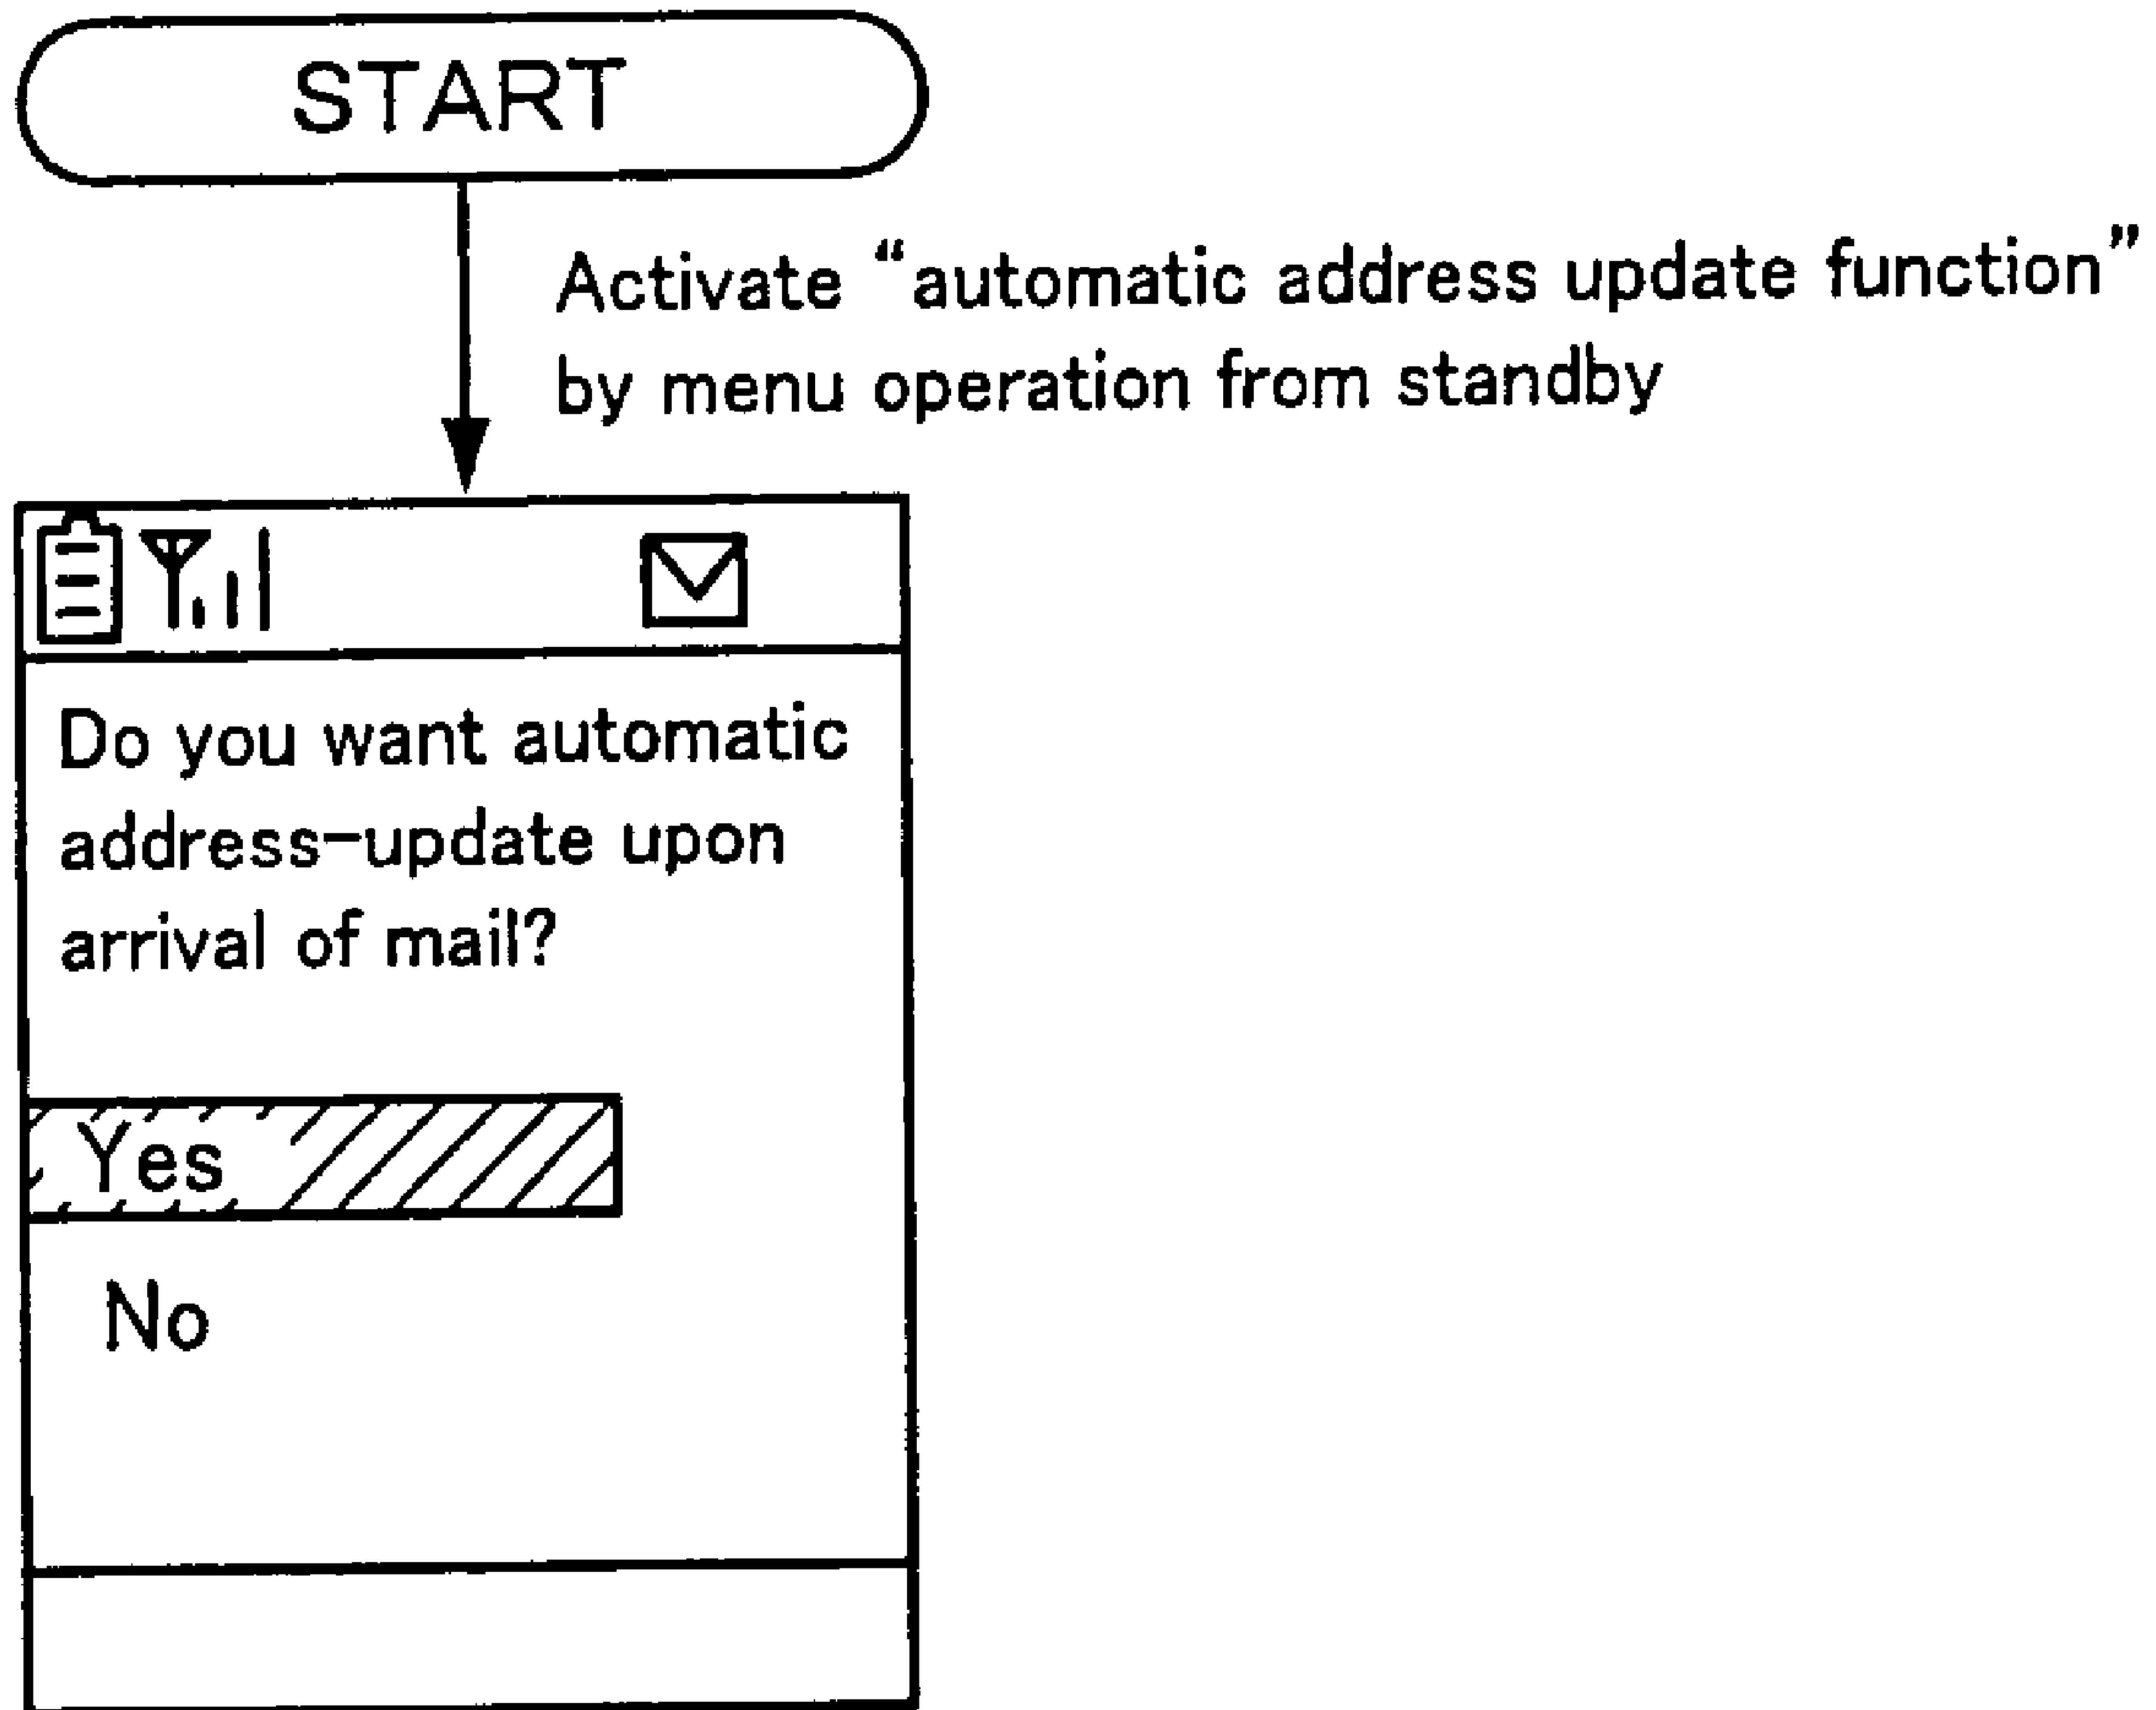 START
Activate “automatic address update function”
by menu operation from standby
Do you want automatic
address-update upon
arrival of mail?
Yes
No